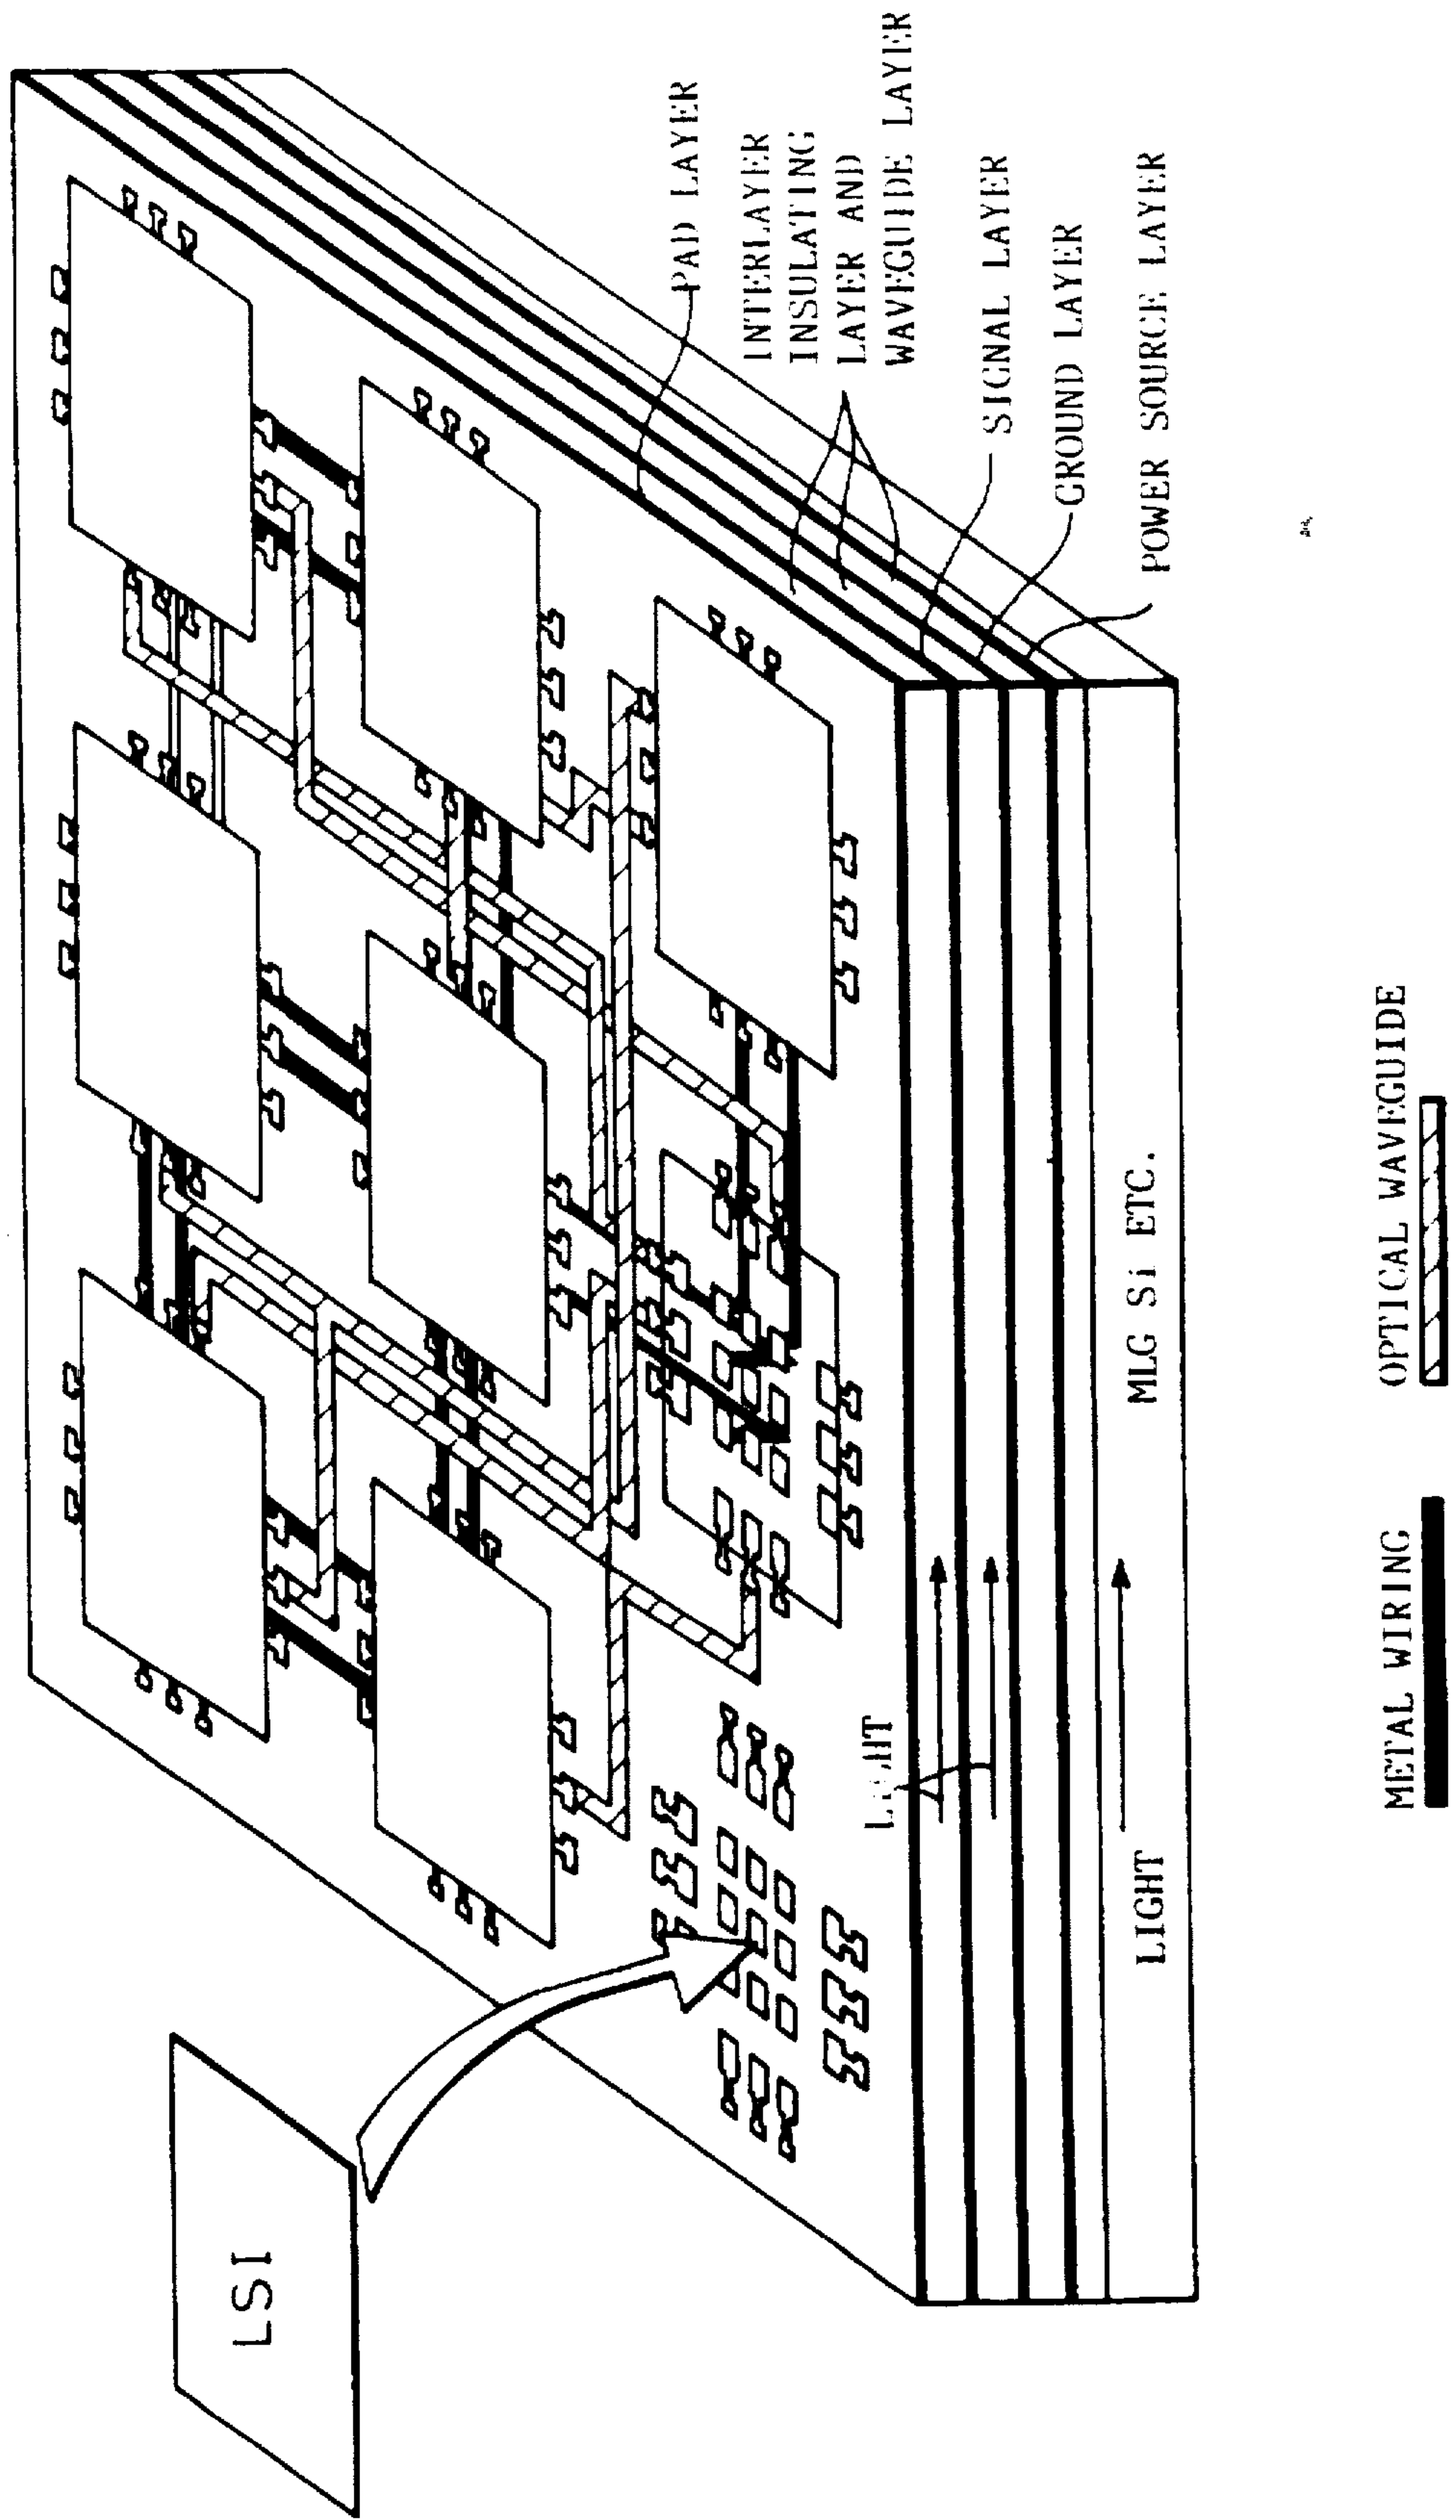 LSI
PAD LAYER
INTERLAYER
INSULATING
LAYER AND
WAVEGUIDE LAYER
SIGNAL LAYER
GROUND LAYER
POWER SOURCE LAYER
LIGHT
MLG Si ETC.
METAL WIRING
OPTICAL WAVEGUIDE